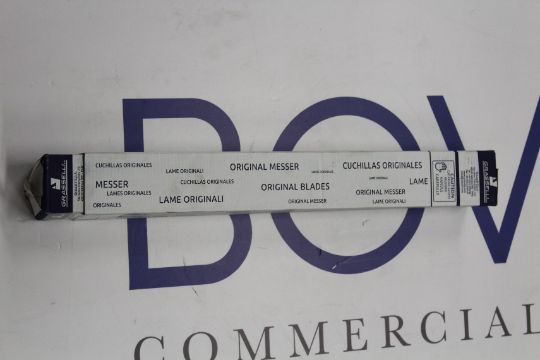 BOV
COMMERCIAL
GRASSELLI
CUCHILLAS ORIGINALES
LAME ORIGINALI
ORIGINAL MESSER
CUCHILLAS ORIGINALES
MESSER
CUCHILLAS ORIGINALES
ORIGINAL BLADES
LAME
LAMES ORIGINALES
ORIGINAL MESSER
ORIGINALES
LAME ORIGINALI
ORIGINAL MESSER
LAME ORIGINALI
GRASSELLI